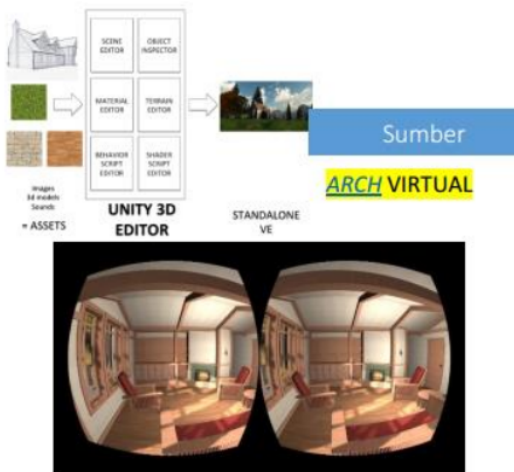 SCENE
EDITOR
OBJECT
INSPECTOR
MATERIAL
EDITOR
TERRAIN
EDITOR
BEHAVIOR
SCRIPT
EDITOR
SHADER
SCRIPT
EDITOR
Images
3d models
Sounds
= ASSETS
UNITY 3D
EDITOR
STANDALONE
VE
Sumber
ARCH VIRTUAL